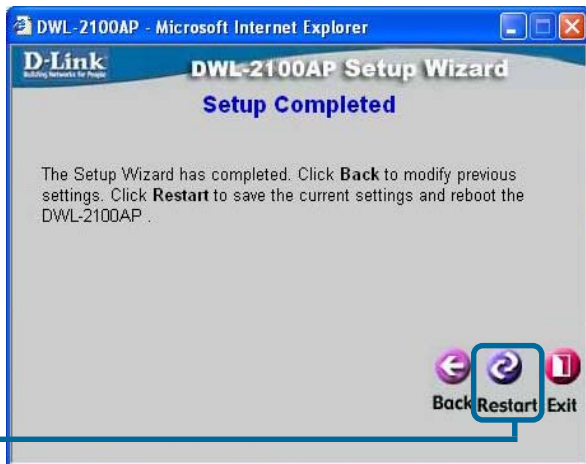 DWL-2100AP - Microsoft Internet Explorer
D-Link
Building Networks for People
DWL-2100AP Setup Wizard
Setup Completed
The Setup Wizard has completed. Click Back to modify previous
settings. Click Restart to save the current settings and reboot the
DWL-2100AP .
Back Restart Exit